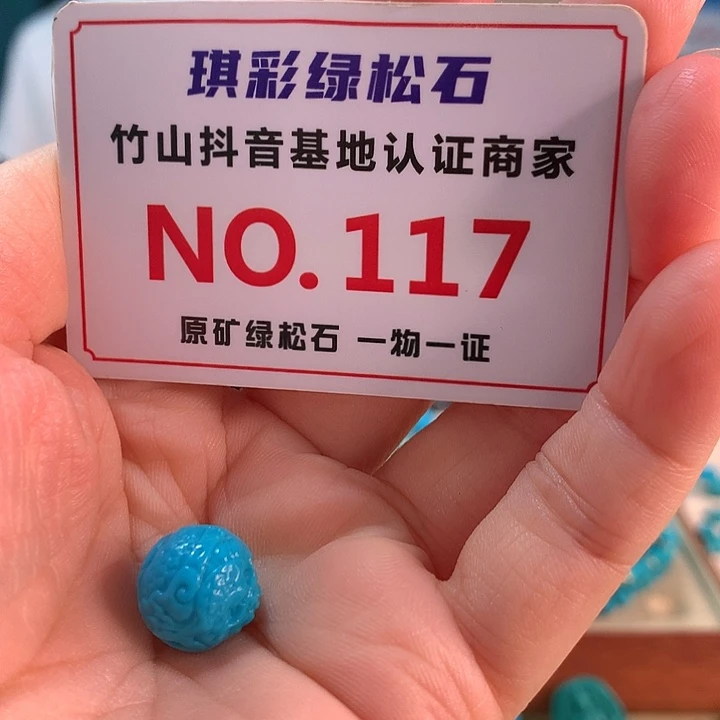 琪彩绿松石
竹山抖音基地认证商家
NO.117
原矿绿松石 一物一证